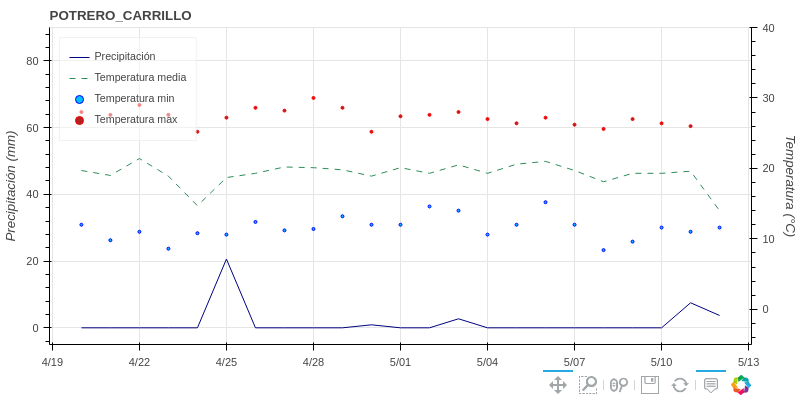 POTRERO_CARRILLO
Precipitación
Temperatura media
Temperatura min
Temperatura max
Precipitación (mm)
80
60
40
20
0
Temperatura (°C)
40
30
20
10
0
4/19 4/22 4/25 4/28 5/01 5/04 5/07 5/10 5/13